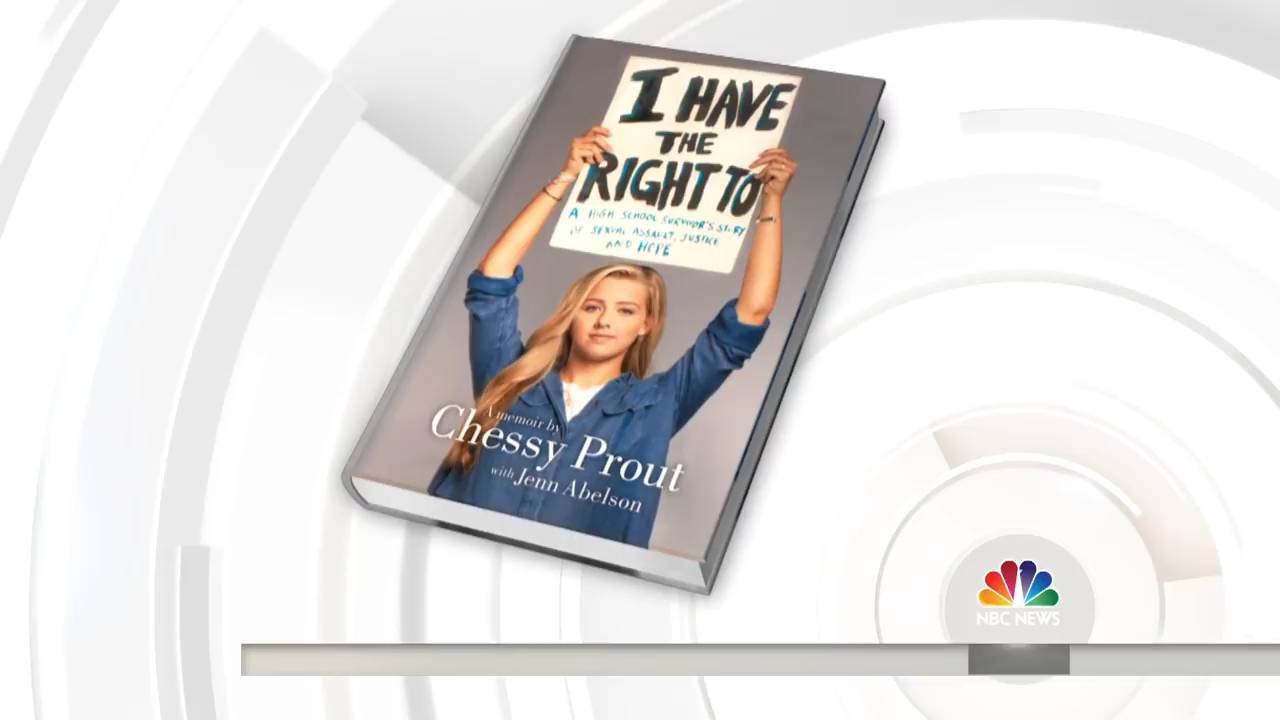 I HAVE
THE
RIGHT TO
A HIGH SCHOOL SURVIVOR'S STORY
OF SEXUAL ASSAULT, JUSTICE
AND HOPE
A memoir by
Chessy Prout
with Jenn Abelson
NBC NEWS